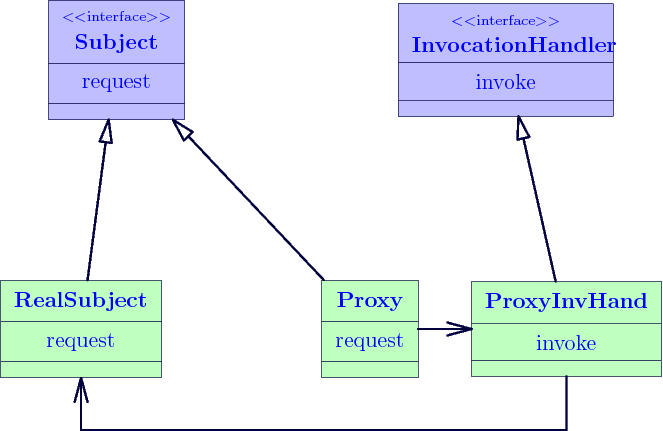 <<interface>>
Subject
request
<<interface>>
InvocationHandler
invoke
RealSubject
request
Proxy
request
ProxyInvHand
invoke